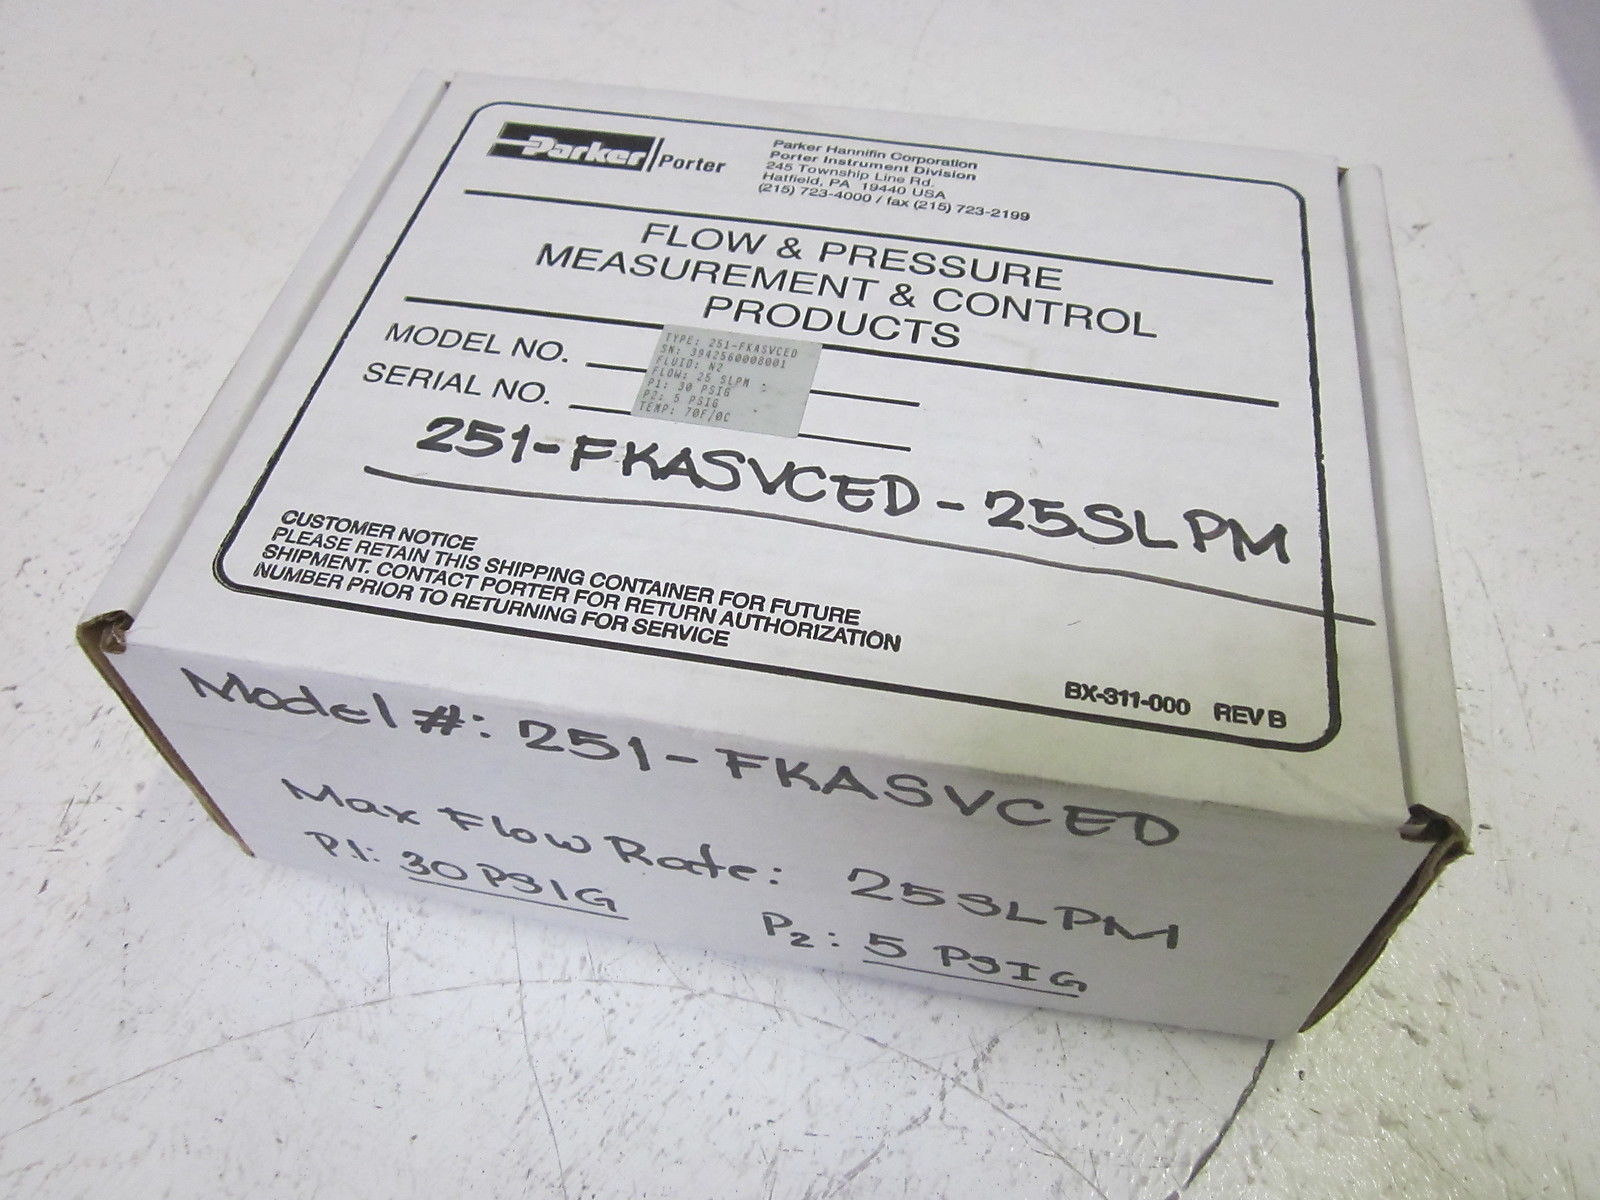 Parker | Porter
Parker Hannifin Corporation
Porter Instrument Division
245 Township Line Rd.
Hatfield, PA 19440 USA
(215) 723-4000 / fax (215) 723-2199
FLOW & PRESSURE
MEASUREMENT & CONTROL
PRODUCTS
MODEL NO.
SERIAL NO.
TYPE: 251-FKASVCED
SN: 3942560008001
FLUID: N2
FLOW: 25 SLPM
P1: 30 PSIG
P2: 5 PSIG
TEMP: 70F/0C
251-FKASVCED-25SLPM
CUSTOMER NOTICE
PLEASE RETAIN THIS SHIPPING CONTAINER FOR FUTURE
SHIPMENT. CONTACT PORTER FOR RETURN AUTHORIZATION
NUMBER PRIOR TO RETURNING FOR SERVICE
BX-311-000 REV B
Model #: 251-FKASVCED
Max Flow Rate: 25SLPM
P.1: 30PSIG P2: 5 PSIG